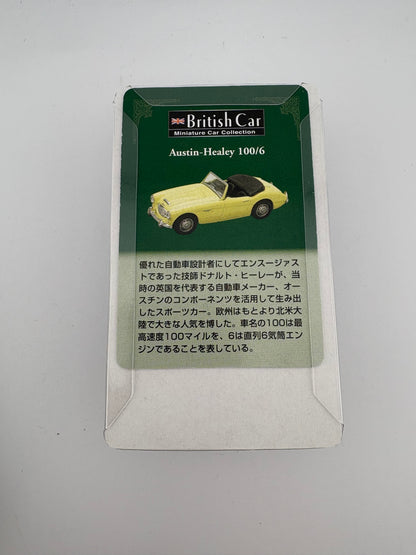 British Car
Miniature Car Collection
Austin-Healey 100/6
優れた自動車設計者にしてエンスージァス
トであった技師ドナルト・ヒーレーが、当
時の英国を代表する自動車メーカー、オー
スチンのコンポーネンツを活用して生み出
したスポーツカー。欧州はもとより北米大
陸で大きな人気を博した。車名の100は最
高速度100マイルを、6は直列6気筒エン
ジンであることを表している。